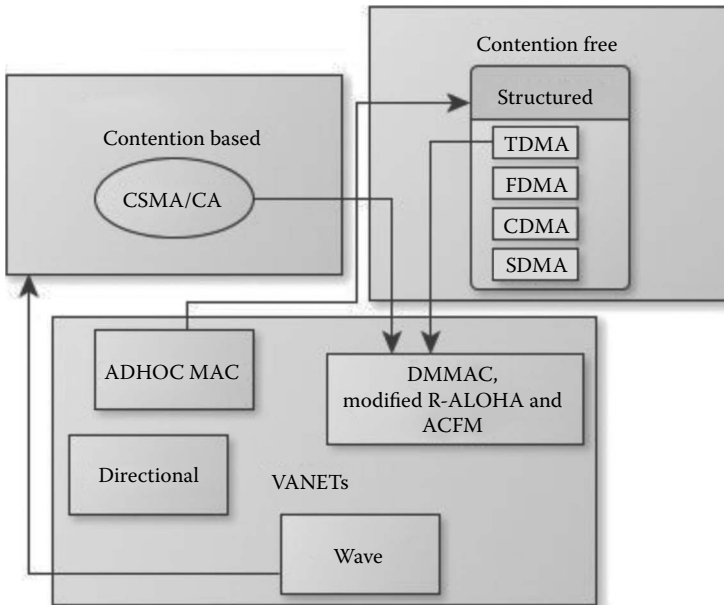 Contention free
Structured
TDMA
FDMA
CDMA
SDMA
Contention based
CSMA/CA
ADHOC MAC
DMMAC,
modified R-ALOHA and
ACFM
Directional
VANETs
Wave